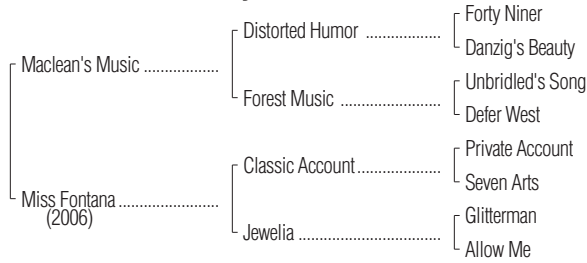 Forty Niner
Distorted Humor ..................
Danzig's Beauty
Maclean's Music ..................
Unbridled's Song
Forest Music ........................
Defer West
Private Account
Classic Account....................
Seven Arts
Miss Fontana ........................
(2006)
Glitterman
Jewelia ..................................
Allow Me